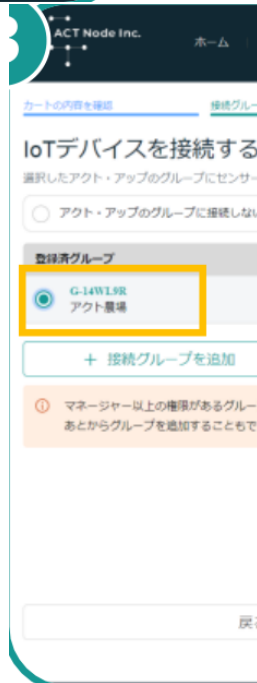 3
ACT Node Inc.
ホーム
カートの内容を確認
接続グルー
IoTデバイスを接続する
選択したアクト・アップのグループにセンサー
アクト・アップのグループに接続しない
登録済グループ
G-14WL9R
アクト農場
＋ 接続グループを追加
マネージャー以上の権限があるグルー
あとからグループを追加することもで
戻